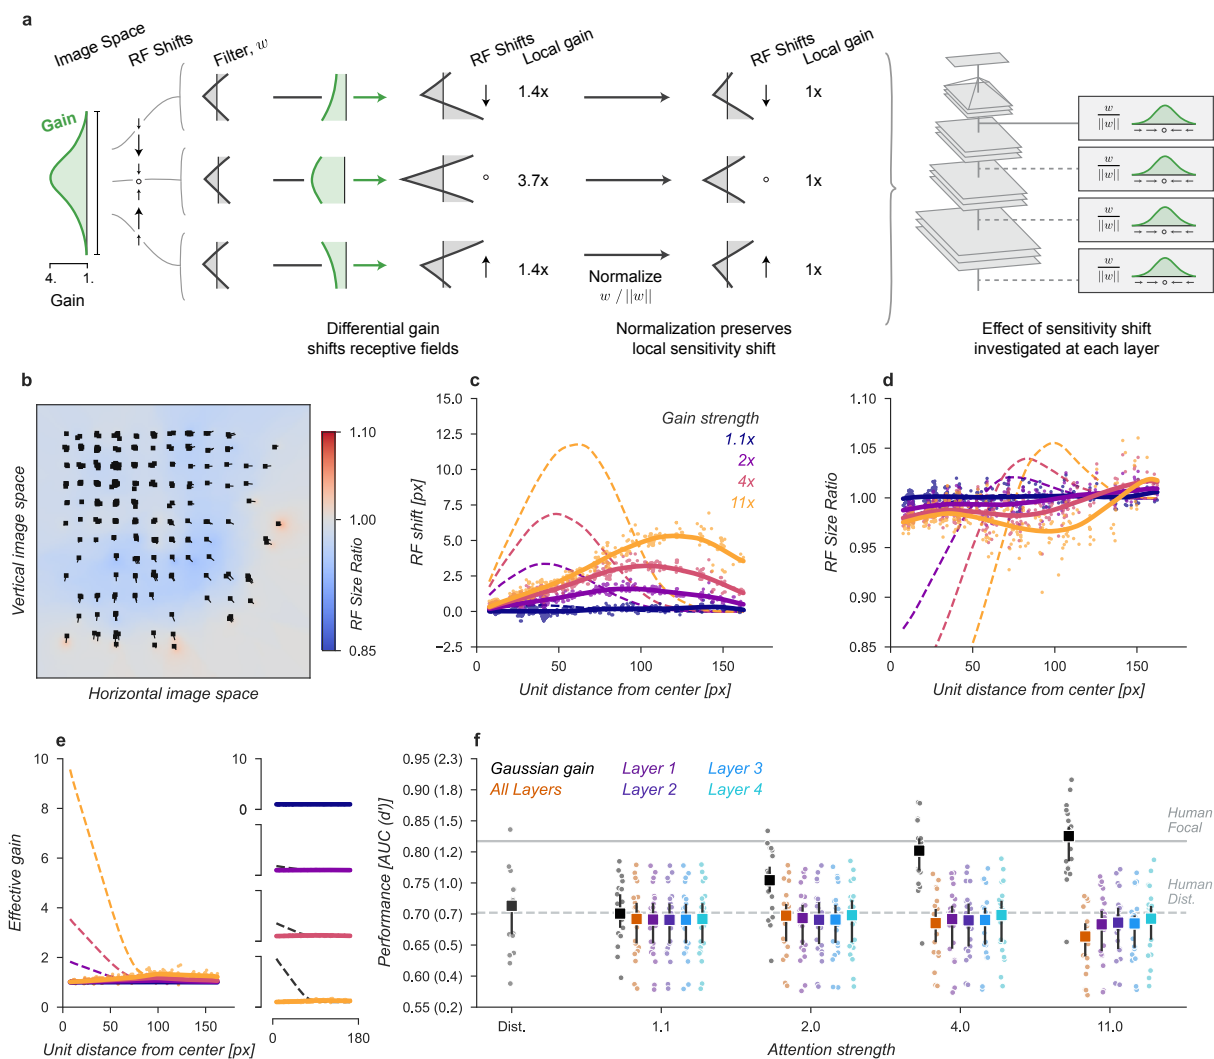 a
Image Space
RF Shifts
Filter, w
RF Shifts
Local gain
RF Shifts
Local gain
Gain
1.4x
1x
3.7x
1x
1.4x
1x
4. 1.
Gain
Normalize
w / ||w||
Differential gain
shifts receptive fields
Normalization preserves
local sensitivity shift
Effect of sensitivity shift
investigated at each layer
w
||w||
w
||w||
w
||w||
w
||w||
b
Vertical image space
Horizontal image space
1.10
1.00
0.85
RF Size Ratio
c
15.0
12.5
10.0
7.5
5.0
2.5
0.0
−2.5
RF shift [px]
Gain strength
1.1x
2x
4x
11x
0 50 100 150
Unit distance from center [px]
d
1.10
1.05
1.00
0.95
0.90
0.85
RF Size Ratio
0 50 100 150
Unit distance from center [px]
e
10
8
6
4
2
0
Effective gain
0 50 100 150
Unit distance from center [px]
10
0
0
0 180
f
Performance [AUC (d')]
0.95 (2.3)
0.90 (1.8)
0.85 (1.5)
0.80 (1.2)
0.75 (1.0)
0.70 (0.7)
0.65 (0.5)
0.60 (0.4)
0.55 (0.2)
Gaussian gain
All Layers
Layer 1
Layer 2
Layer 3
Layer 4
Human
Focal
Human
Dist.
Dist. 1.1 2.0 4.0 11.0
Attention strength